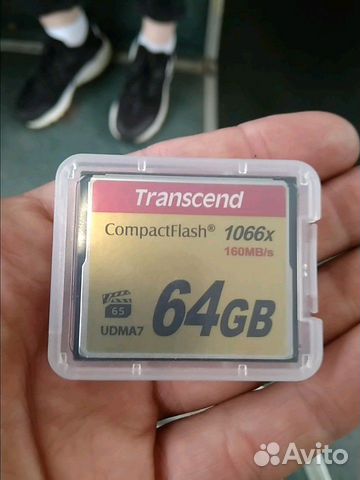 Transcend
CompactFlash® 1066x
160MB/s
65
UDMA7
64GB
Avito